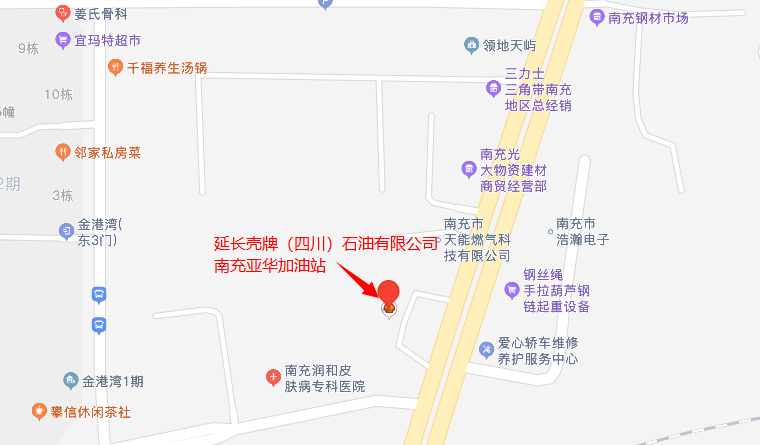 姜氏骨科
南充钢材市场
宜玛特超市
9栋
领地天屿
千福养生汤锅
三力士
三角带南充
地区总经销
10栋
幢
邻家私房菜
南充光
大物资建材
商贸经营部
2期
3栋
金港湾(
东3门)
南充市
天能燃气科
技有限公司
南充市
浩瀚电子
延长壳牌（四川）石油有限公司
南充亚华加油站
钢丝绳
手拉葫芦钢
链起重设备
爱心轿车维修
养护服务中心
南充润和皮
肤病专科医院
金港湾1期
攀信休闲茶社